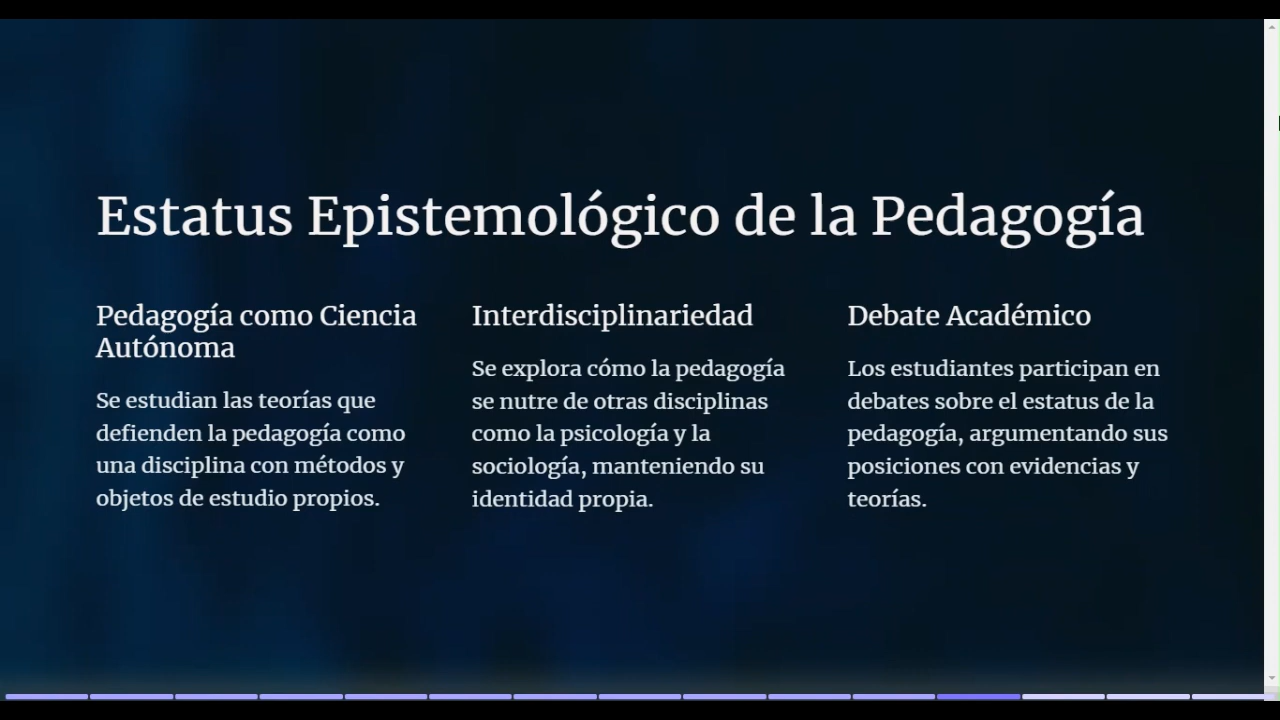 Estatus Epistemológico de la Pedagogía
Pedagogía como Ciencia
Autónoma
Se estudian las teorías que
defienden la pedagogía como
una disciplina con métodos y
objetos de estudio propios.
Interdisciplinariedad
Se explora cómo la pedagogía
se nutre de otras disciplinas
como la psicología y la
sociología, manteniendo su
identidad propia.
Debate Académico
Los estudiantes participan en
debates sobre el estatus de la
pedagogía, argumentando sus
posiciones con evidencias y
teorías.